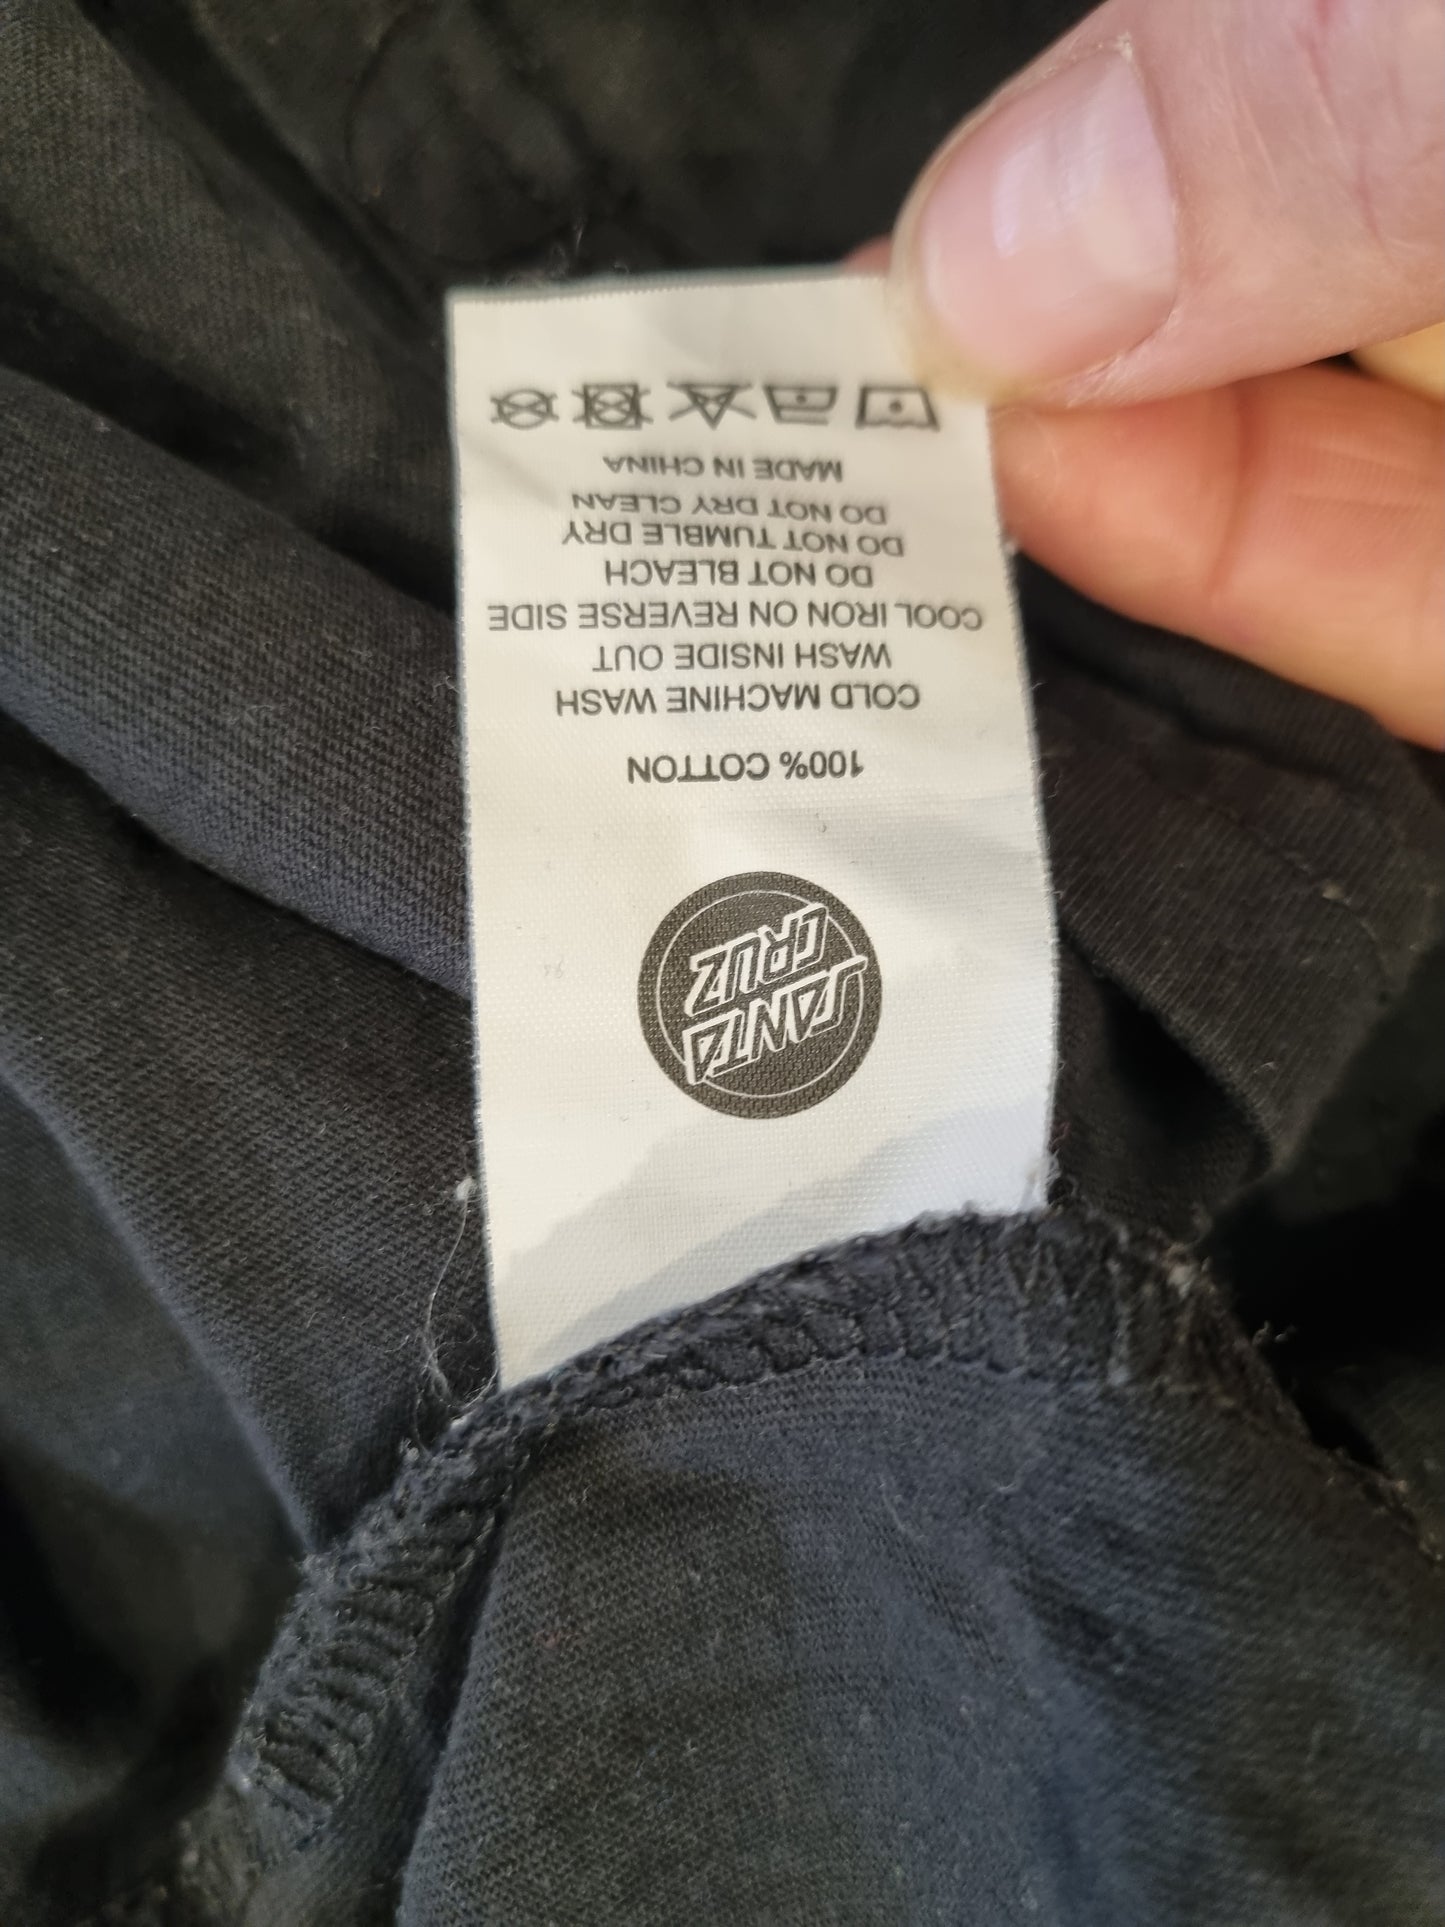 SANTA
CRUZ
100% COTTON
COLD MACHINE WASH
WASH INSIDE OUT
COOL IRON ON REVERSE SIDE
DO NOT BLEACH
DO NOT TUMBLE DRY
DO NOT DRY CLEAN
MADE IN CHINA